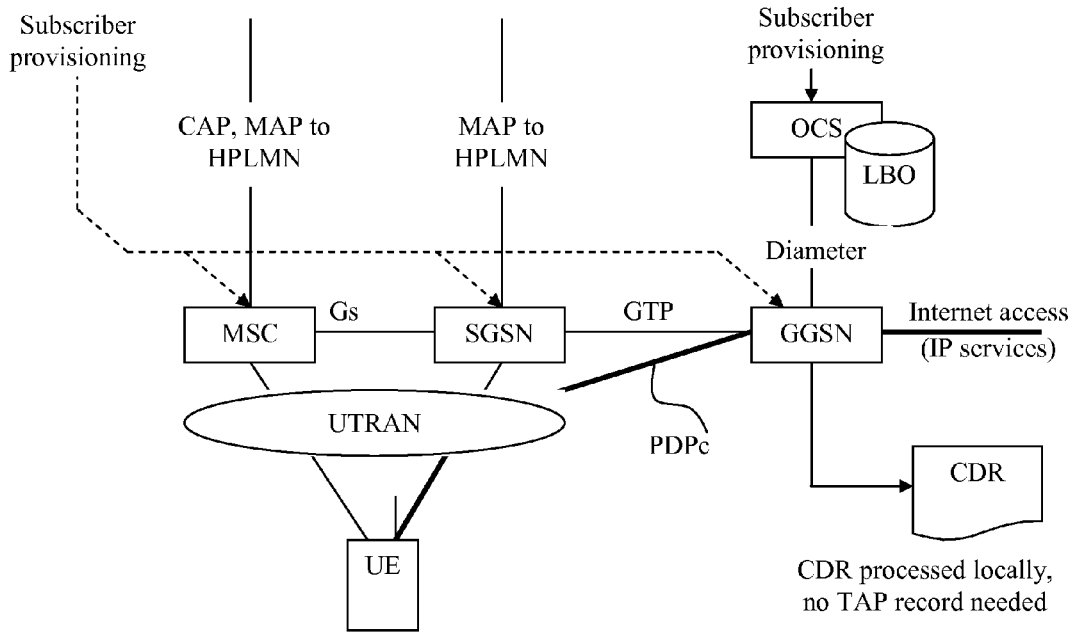 Subscriber
provisioning
Subscriber
provisioning
CAP, MAP to
HPLMN
MAP to
HPLMN
OCS
LBO
Diameter
MSC
Gs
SGSN
GTP
GGSN
Internet access
(IP services)
UTRAN
PDPc
CDR
UE
CDR processed locally,
no TAP record needed